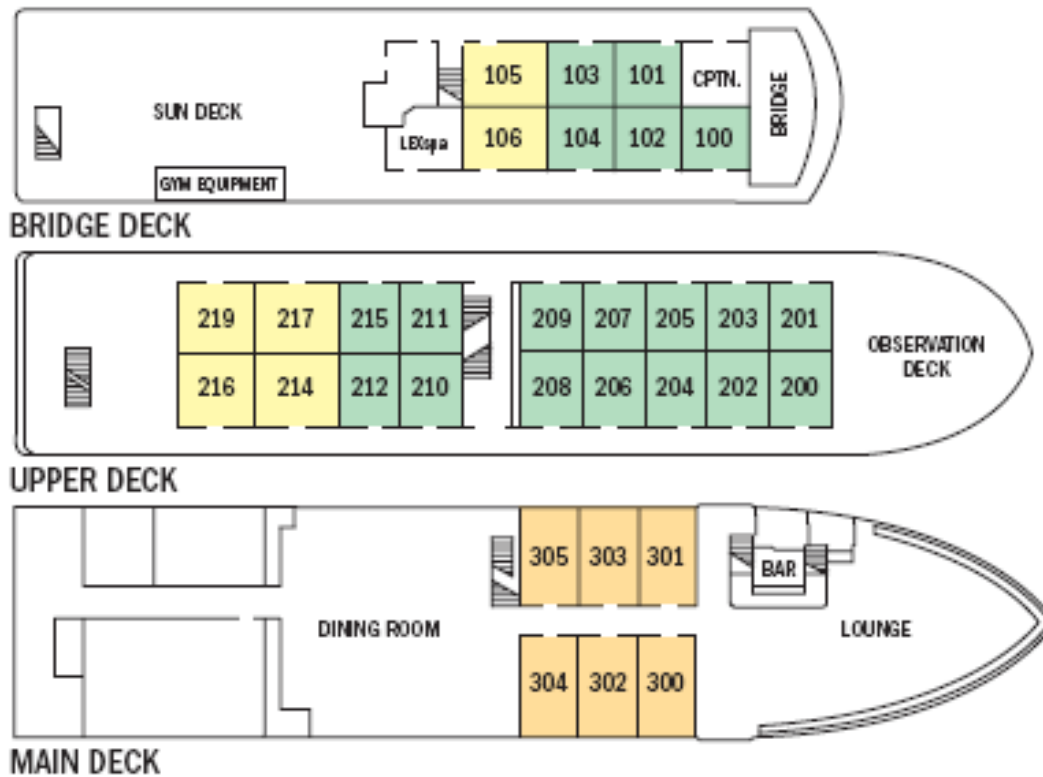 105 103 101 CPTN.
SUN DECK
BRIDGE
LEXspa 106 104 102 100
GYM EQUIPMENT
BRIDGE DECK
219 217 215 211 209 207 205 203 201
OBSERVATION
DECK
216 214 212 210 208 206 204 202 200
UPPER DECK
305 303 301
BAR
DINING ROOM
LOUNGE
304 302 300
MAIN DECK